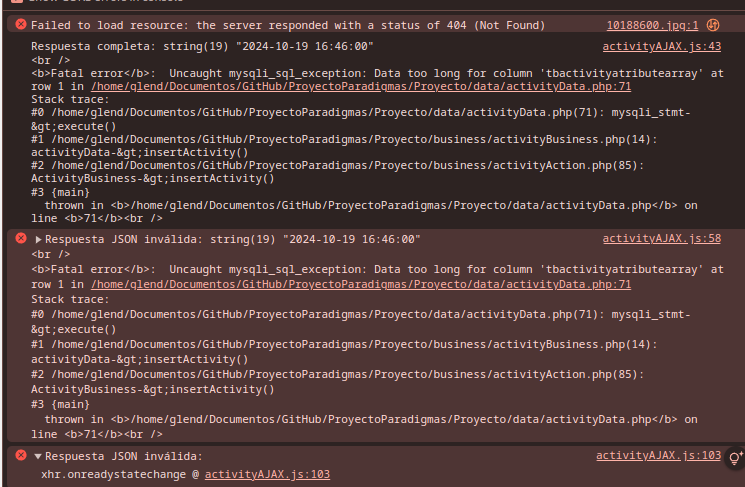 Failed to load resource: the server responded with a status of 404 (Not Found) 10188600.jpg:1
Respuesta completa: string(19) "2024-10-19 16:46:00" activityAJAX.js:43
<br />
<b>Fatal error</b>:  Uncaught mysqli_sql_exception: Data too long for column 'tbactivityatributearray' at
row 1 in /home/glend/Documentos/GitHub/ProyectoParadigmas/Proyecto/data/activityData.php:71
Stack trace:
#0 /home/glend/Documentos/GitHub/ProyectoParadigmas/Proyecto/data/activityData.php(71): mysqli_stmt-
&gt;execute()
#1 /home/glend/Documentos/GitHub/ProyectoParadigmas/Proyecto/business/activityBusiness.php(14):
activityData-&gt;insertActivity()
#2 /home/glend/Documentos/GitHub/ProyectoParadigmas/Proyecto/business/activityAction.php(85):
ActivityBusiness-&gt;insertActivity()
#3 {main}
thrown in <b>/home/glend/Documentos/GitHub/ProyectoParadigmas/Proyecto/data/activityData.php</b> on
line <b>71</b><br />
Respuesta JSON inválida: string(19) "2024-10-19 16:46:00" activityAJAX.js:58
<br />
<b>Fatal error</b>:  Uncaught mysqli_sql_exception: Data too long for column 'tbactivityatributearray' at
row 1 in /home/glend/Documentos/GitHub/ProyectoParadigmas/Proyecto/data/activityData.php:71
Stack trace:
#0 /home/glend/Documentos/GitHub/ProyectoParadigmas/Proyecto/data/activityData.php(71): mysqli_stmt-
&gt;execute()
#1 /home/glend/Documentos/GitHub/ProyectoParadigmas/Proyecto/business/activityBusiness.php(14):
activityData-&gt;insertActivity()
#2 /home/glend/Documentos/GitHub/ProyectoParadigmas/Proyecto/business/activityAction.php(85):
ActivityBusiness-&gt;insertActivity()
#3 {main}
thrown in <b>/home/glend/Documentos/GitHub/ProyectoParadigmas/Proyecto/data/activityData.php</b> on
line <b>71</b><br />
Respuesta JSON inválida: activityAJAX.js:103
xhr.onreadystatechange @ activityAJAX.js:103